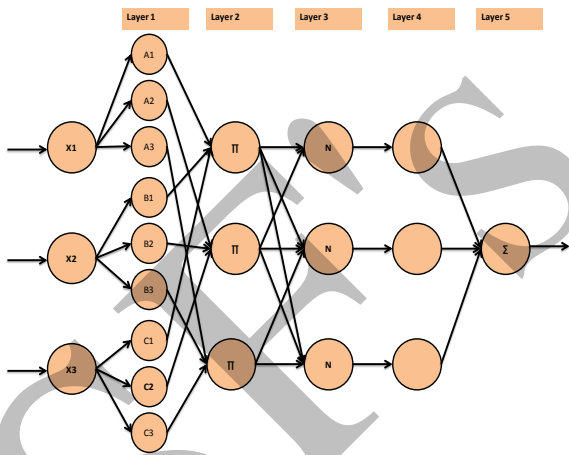 Layer 1 Layer 2 Layer 3 Layer 4 Layer 5
A1
A2
X1 A3 Π N
B1
X2 B2 Π N Σ
B3
C1
X3 C2 Π N
C3